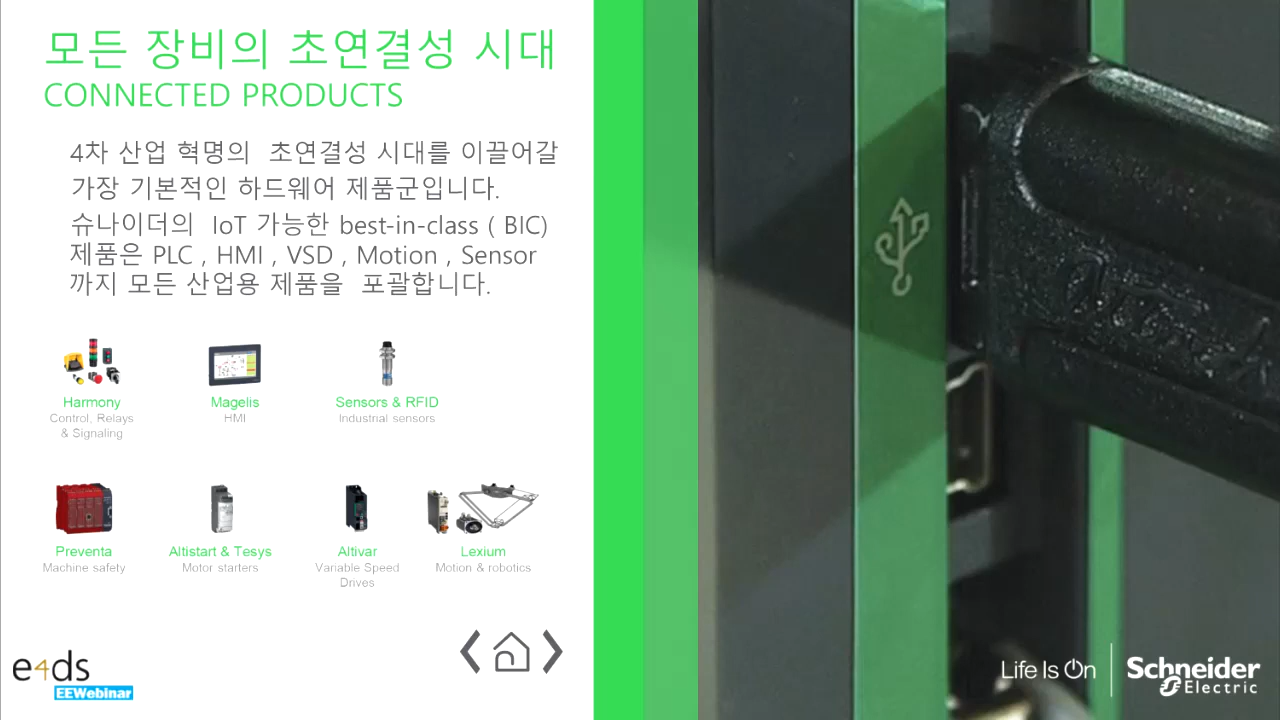 모든 장비의 초연결성 시대
CONNECTED PRODUCTS
4차 산업 혁명의 초연결성 시대를 이끌어갈
가장 기본적인 하드웨어 제품군입니다.
슈나이더의 IoT 가능한 best-in-class ( BIC)
제품은 PLC , HMI , VSD , Motion , Sensor
까지 모든 산업용 제품을 포괄합니다.
Harmony
Control, Relays
& Signaling
Magelis
HMI
Sensors & RFID
Industrial sensors
Preventa
Machine safety
Altistart & Tesys
Motor starters
Altivar
Variable Speed
Drives
Lexium
Motion & robotics
e4ds
EEWebinar
Life Is On
Schneider
Electric